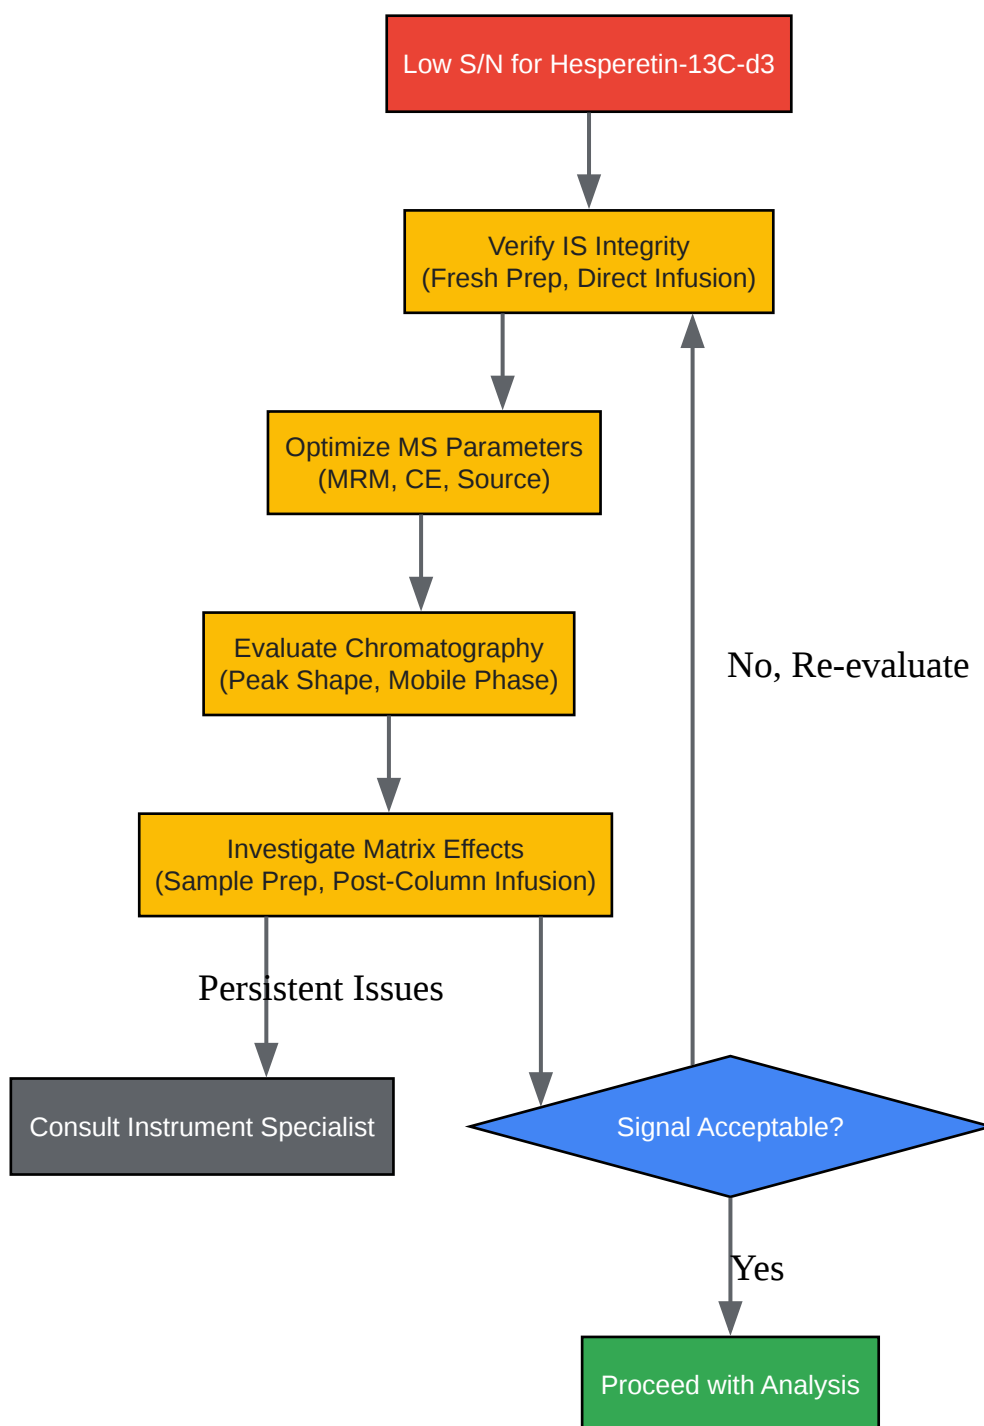 Low S/N for Hesperetin-13C-d3
Verify IS Integrity
(Fresh Prep, Direct Infusion)
Optimize MS Parameters
(MRM, CE, Source)
Evaluate Chromatography
(Peak Shape, Mobile Phase)
No, Re-evaluate
Investigate Matrix Effects
(Sample Prep, Post-Column Infusion)
Persistent Issues
Consult Instrument Specialist
Signal Acceptable?
Yes
Proceed with Analysis